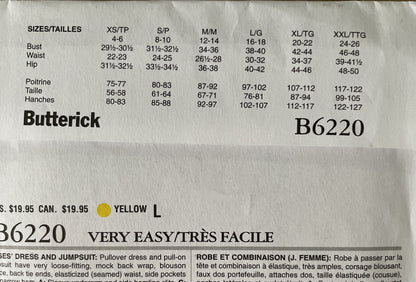 SIZES/TAILLES XS/TP S/P M/M L/G XL/TG XXL/TTG
4-6 8-10 12-14 16-18 20-22 24-26
Bust 29½-30½ 31½-32½ 34-36 38-40 42-44 46-48
Waist 22-23 24-25 26½-28 30-32 34-37 39-41½
Hip 31½-32½ 33½-34½ 36-38 40-42 44-46 48-50
Poitrine 75-77 80-83 87-92 97-102 107-112 117-122
Taille 56-58 61-64 67-71 76-81 87-94 99-105
Hanches 80-83 85-88 92-97 102-107 112-117 122-127
Butterick B6220
S. $19.95 CAN. $19.95 YELLOW L
B6220 VERY EASY/TRÈS FACILE
SES' DRESS AND JUMPSUIT: Pullover dress and pull-on
suit have very loose-fitting, mock back wrap, blousen
ce, back tie ends, elasticized (seamed) waist, side pockets
ROBE ET COMBINAISON (J. FEMME): Robe à passer par la
tête et combinaison à élastique, très amples, corsage blousant,
faux dos portefeuille, attaches dos, taille élastiquée (cousue),